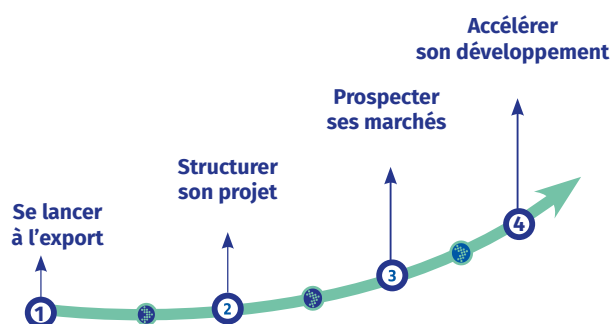 Accélérer
son développement
Prospecter
ses marchés
Structurer
son projet
Se lancer
à l’export
1
2
3
4